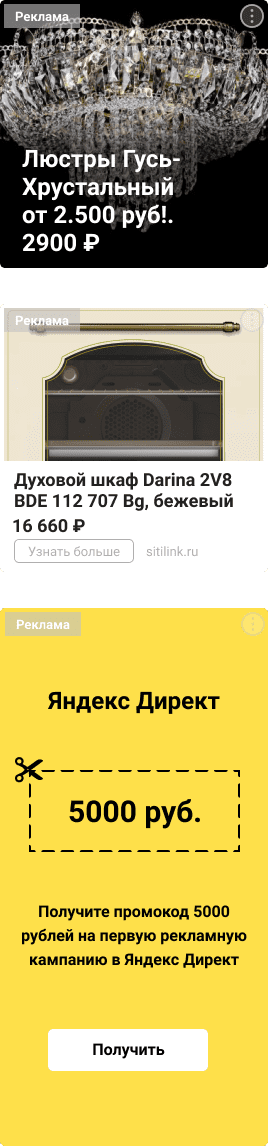 Реклама
Люстры Гусь-
Хрустальный
от 2.500 руб!.
2900 ₽
Реклама
Духовой шкаф Darina 2V8
BDE 112 707 Bg, бежевый
16 660 ₽
Узнать больше sitilink.ru
Реклама
Яндекс Директ
5000 руб.
Получите промокод 5000
рублей на первую рекламную
кампанию в Яндекс Директ
Получить